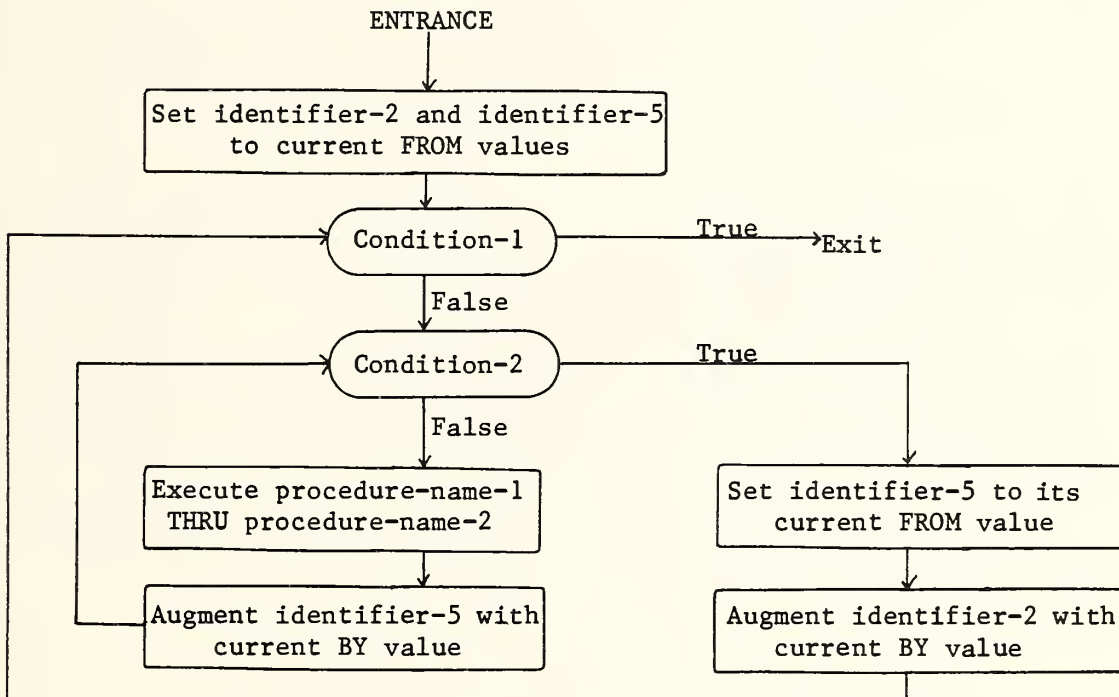 ENTRANCE
Set identifier-2 and identifier-5
to current FROM values
Condition-1
True
Exit
False
Condition-2
True
False
Execute procedure-name-1
THRU procedure-name-2
Set identifier-5 to its
current FROM value
Augment identifier-5 with
current BY value
Augment identifier-2 with
current BY value